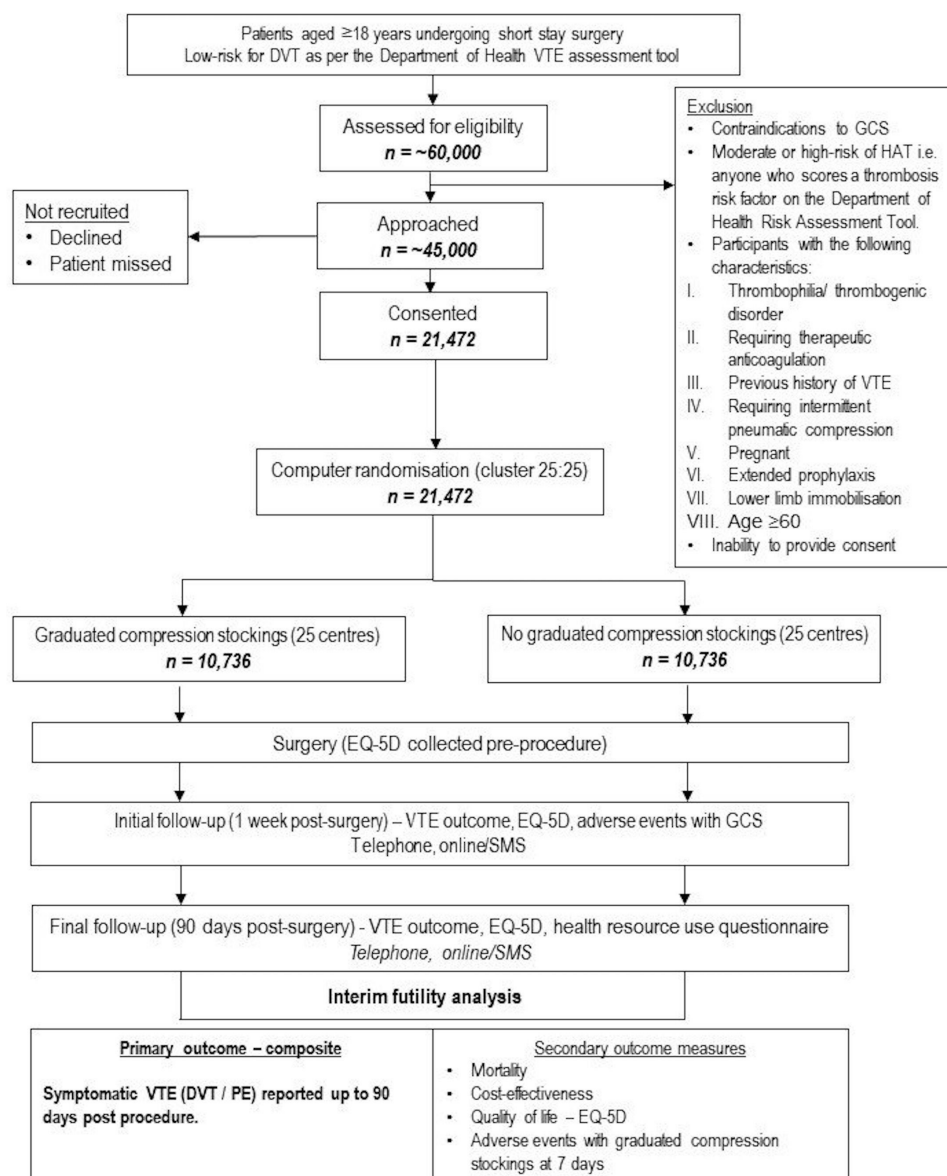 Patients aged ≥18 years undergoing short stay surgery
Low-risk for DVT as per the Department of Health VTE assessment tool
Assessed for eligibility
n = ~60,000
Exclusion
• Contraindications to GCS
• Moderate or high-risk of HAT i.e.
anyone who scores a thrombosis
risk factor on the Department of
Health Risk Assessment Tool.
• Participants with the following
characteristics:
I. Thrombophilia/ thrombogenic
disorder
II. Requiring therapeutic
anticoagulation
III. Previous history of VTE
IV. Requiring intermittent
pneumatic compression
V. Pregnant
VI. Extended prophylaxis
VII. Lower limb immobilisation
VIII. Age ≥60
• Inability to provide consent
Not recruited
• Declined
• Patient missed
Approached
n = ~45,000
Consented
n = 21,472
Computer randomisation (cluster 25:25)
n = 21,472
Graduated compression stockings (25 centres)
n = 10,736
No graduated compression stockings (25 centres)
n = 10,736
Surgery (EQ-5D collected pre-procedure)
Initial follow-up (1 week post-surgery) – VTE outcome, EQ-5D, adverse events with GCS
Telephone, online/SMS
Final follow-up (90 days post-surgery) - VTE outcome, EQ-5D, health resource use questionnaire
Telephone, online/SMS
Interim futility analysis
Primary outcome – composite
Symptomatic VTE (DVT / PE) reported up to 90
days post procedure.
Secondary outcome measures
• Mortality
• Cost-effectiveness
• Quality of life – EQ-5D
• Adverse events with graduated compression
stockings at 7 days